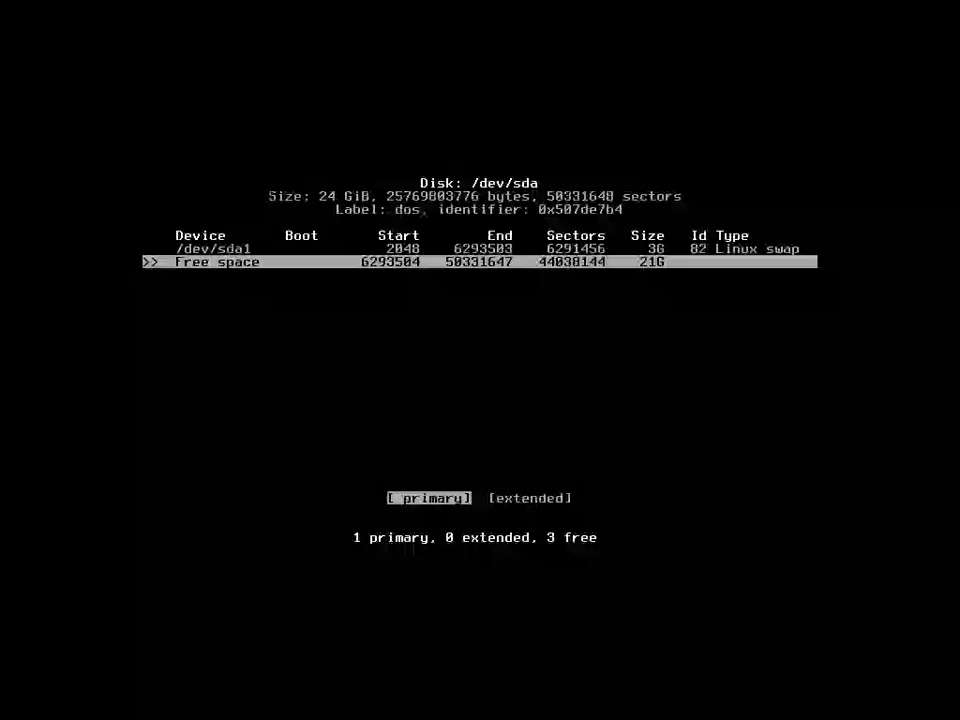 Disk: /dev/sda
Size: 24 GiB, 25769803776 bytes, 50331648 sectors
Label: dos, identifier: 0x507de7b4
Device Boot Start End Sectors Size Id Type
/dev/sda1 2048 6293503 6291456 3G 82 Linux swap
>> Free space 6293504 50331647 44038144 21G
[ primary] [extended]
1 primary, 0 extended, 3 free